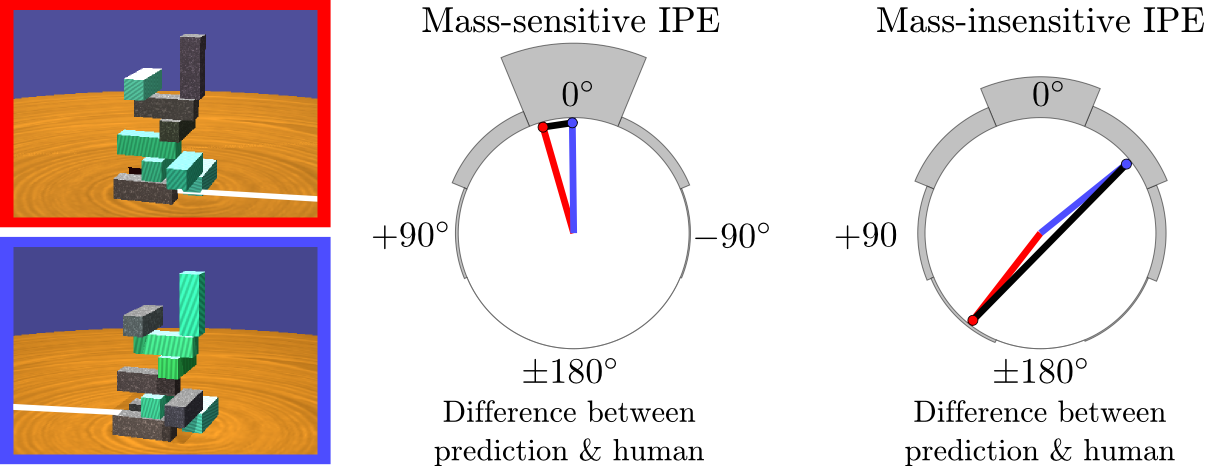 Mass-sensitive IPE
0°
+90°
−90°
±180°
Difference between
prediction & human
Mass-insensitive IPE
0°
+90
±180°
Difference between
prediction & human